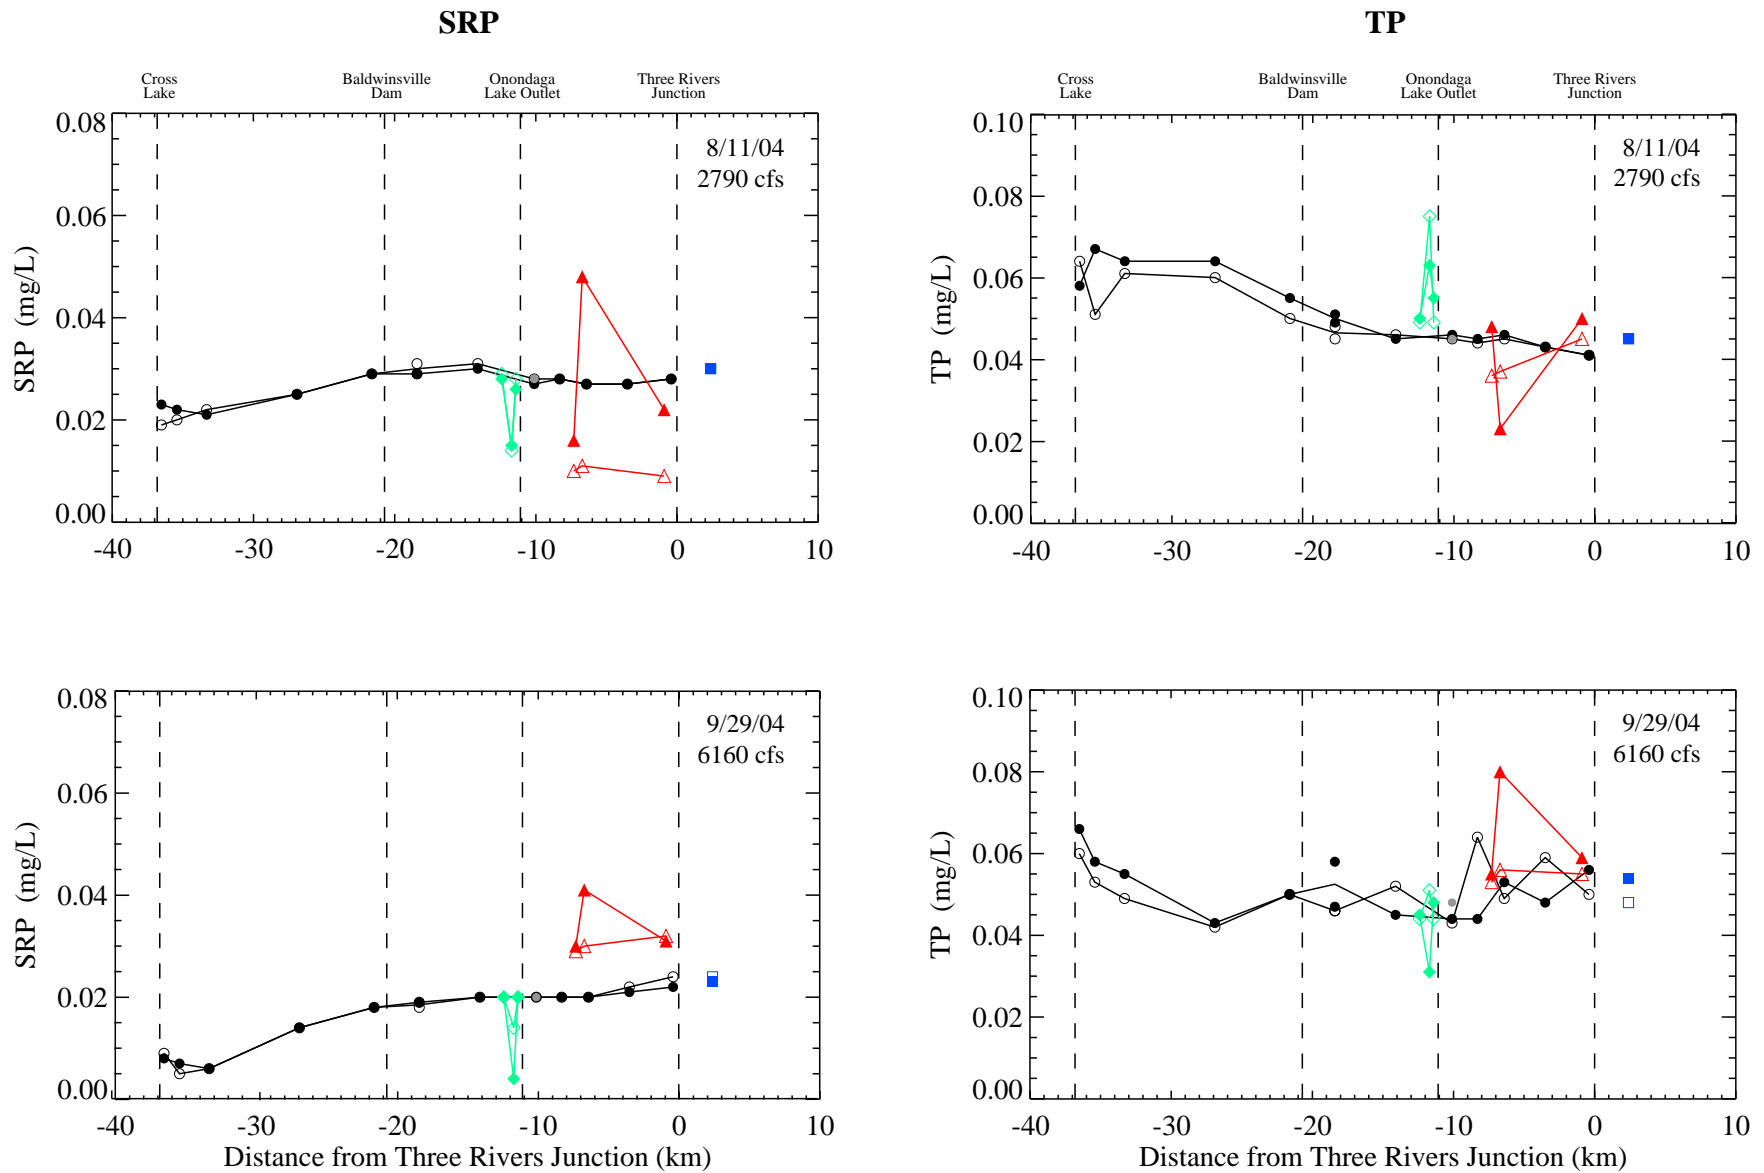 SRP
TP
Cross
Lake
Baldwinsville
Dam
Onondaga
Lake Outlet
Three Rivers
Junction
0.08
0.06
0.04
0.02
0.00
SRP (mg/L)
8/11/04
2790 cfs
-40
-30
-20
-10
0
10
Cross
Lake
Baldwinsville
Dam
Onondaga
Lake Outlet
Three Rivers
Junction
0.10
0.08
0.06
0.04
0.02
0.00
TP (mg/L)
8/11/04
2790 cfs
-40
-30
-20
-10
0
10
0.08
0.06
0.04
0.02
0.00
SRP (mg/L)
9/29/04
6160 cfs
-40
-30
-20
-10
0
10
Distance from Three Rivers Junction (km)
0.10
0.08
0.06
0.04
0.02
0.00
TP (mg/L)
9/29/04
6160 cfs
-40
-30
-20
-10
0
10
Distance from Three Rivers Junction (km)